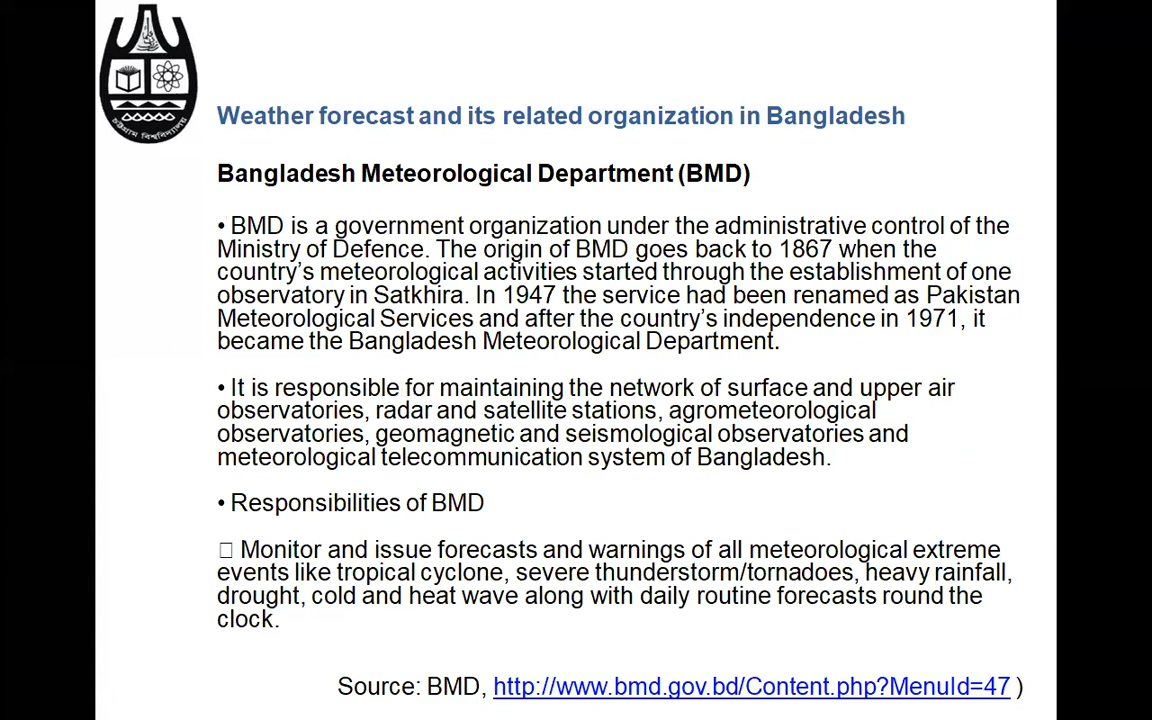 চট্টগ্রাম বিশ্ববিদ্যালয়
Weather forecast and its related organization in Bangladesh
Bangladesh Meteorological Department (BMD)
• BMD is a government organization under the administrative control of the
Ministry of Defence. The origin of BMD goes back to 1867 when the
country’s meteorological activities started through the establishment of one
observatory in Satkhira. In 1947 the service had been renamed as Pakistan
Meteorological Services and after the country’s independence in 1971, it
became the Bangladesh Meteorological Department.
• It is responsible for maintaining the network of surface and upper air
observatories, radar and satellite stations, agrometeorological
observatories, geomagnetic and seismological observatories and
meteorological telecommunication system of Bangladesh.
• Responsibilities of BMD
Monitor and issue forecasts and warnings of all meteorological extreme
events like tropical cyclone, severe thunderstorm/tornadoes, heavy rainfall,
drought, cold and heat wave along with daily routine forecasts round the
clock.
Source: BMD, http://www.bmd.gov.bd/Content.php?MenuId=47 )